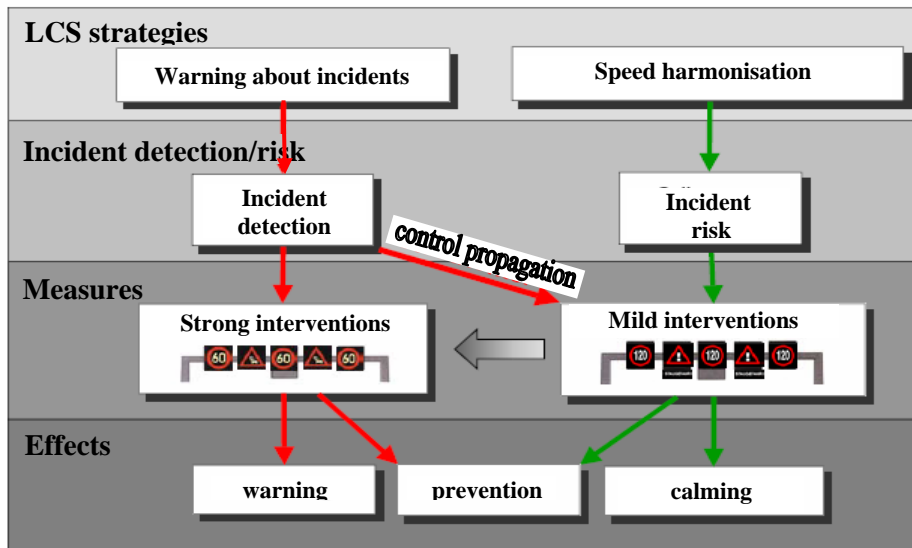 LCS strategies
Warning about incidents
Speed harmonisation
Incident detection/risk
Incident
detection
Incident
risk
control propagation
Measures
Strong interventions
60
60
60
Mild interventions
120
120
120
Effects
warning
prevention
calming